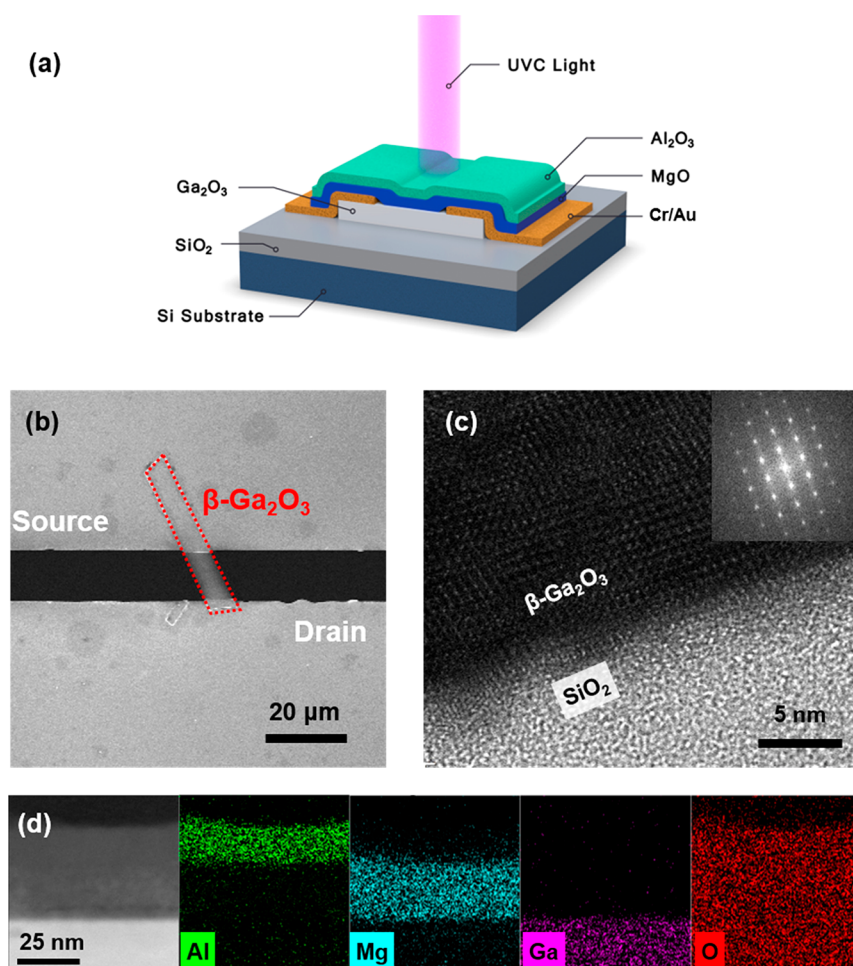 (a)
UVC Light
Al₂O₃
MgO
Cr/Au
Ga₂O₃
SiO₂
Si Substrate
(b)
β-Ga₂O₃
Source
Drain
20 µm
(c)
β-Ga₂O₃
SiO₂
5 nm
(d)
25 nm
Al
Mg
Ga
O